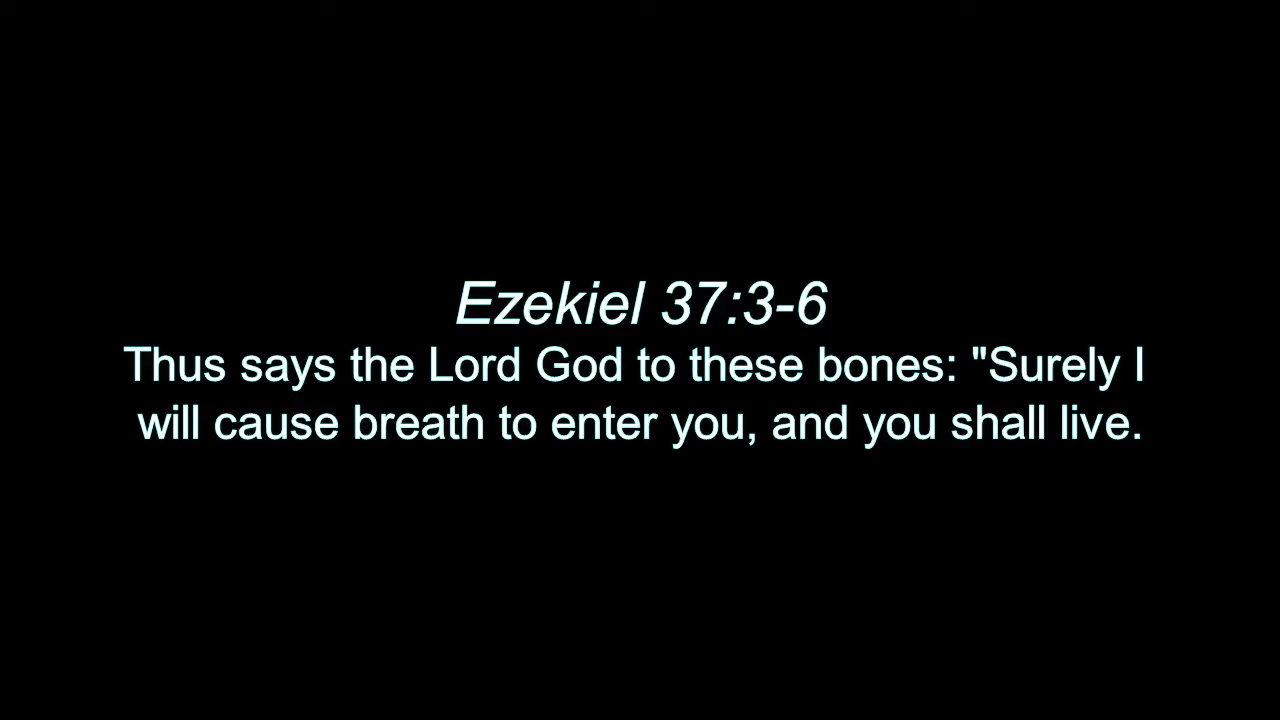 Ezekiel 37:3-6
Thus says the Lord God to these bones: "Surely I
will cause breath to enter you, and you shall live.